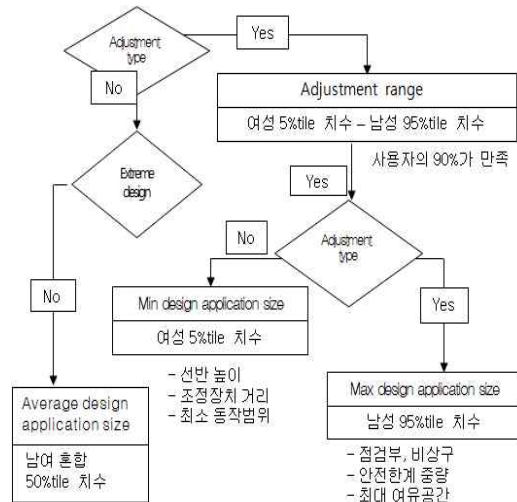 Adjustment
type
Yes
No
Adjustment range
여성 5%tile 치수 – 남성 95%tile 치수
사용자의 90%가 만족
Extreme
design
Yes
No
Adjustment
type
No
Min design application size
여성 5%tile 치수
Yes
- 선반 높이
- 조정장치 거리
- 최소 동작범위
Average design
application size
남여 혼합
50%tile 치수
Max design application size
남성 95%tile 치수
- 점검부, 비상구
- 안전한계 중량
- 최대 여유공간